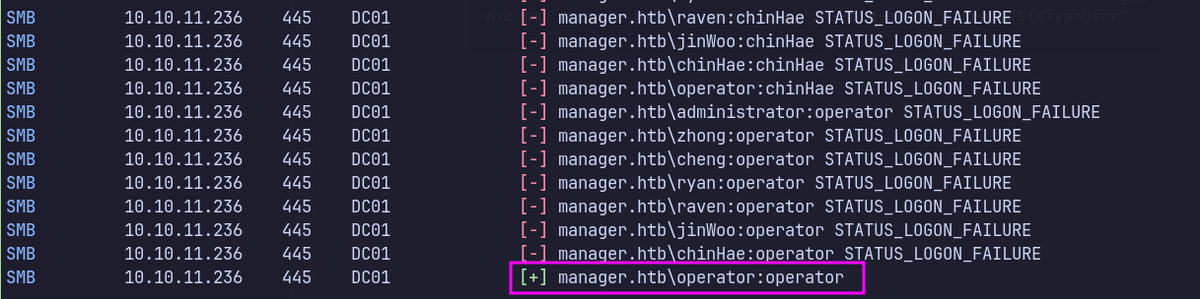 SMB 10.10.11.236 445 DC01 [-] manager.htb\raven:chinHae STATUS_LOGON_FAILURE
SMB 10.10.11.236 445 DC01 [-] manager.htb\jinWoo:chinHae STATUS_LOGON_FAILURE
SMB 10.10.11.236 445 DC01 [-] manager.htb\chinHae:chinHae STATUS_LOGON_FAILURE
SMB 10.10.11.236 445 DC01 [-] manager.htb\operator:chinHae STATUS_LOGON_FAILURE
SMB 10.10.11.236 445 DC01 [-] manager.htb\administrator:operator STATUS_LOGON_FAILURE
SMB 10.10.11.236 445 DC01 [-] manager.htb\zhong:operator STATUS_LOGON_FAILURE
SMB 10.10.11.236 445 DC01 [-] manager.htb\cheng:operator STATUS_LOGON_FAILURE
SMB 10.10.11.236 445 DC01 [-] manager.htb\ryan:operator STATUS_LOGON_FAILURE
SMB 10.10.11.236 445 DC01 [-] manager.htb\raven:operator STATUS_LOGON_FAILURE
SMB 10.10.11.236 445 DC01 [-] manager.htb\jinWoo:operator STATUS_LOGON_FAILURE
SMB 10.10.11.236 445 DC01 [-] manager.htb\chinHae:operator STATUS_LOGON_FAILURE
SMB 10.10.11.236 445 DC01 [+] manager.htb\operator:operator